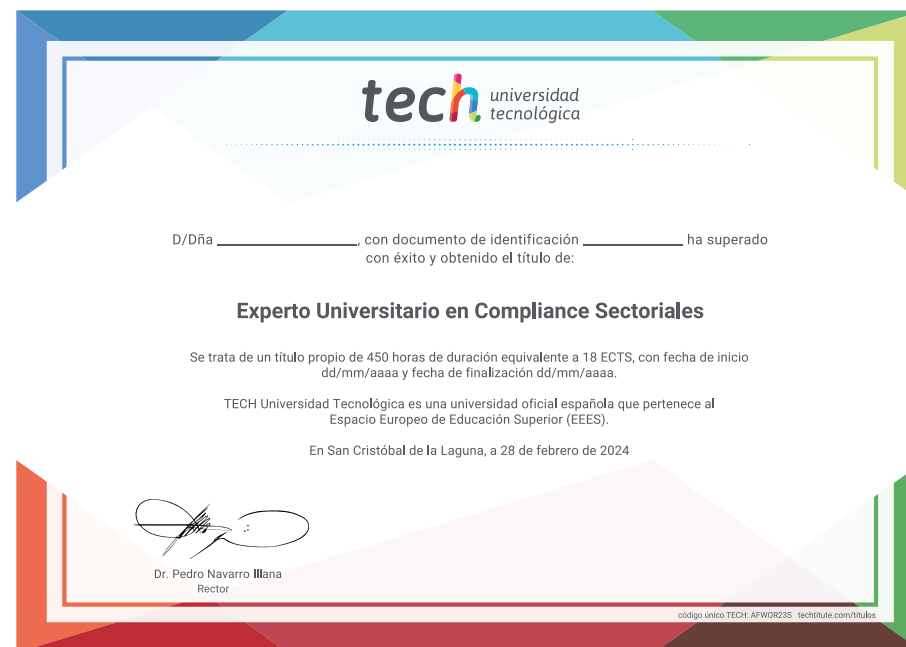 tech universidad
tecnológica
D/Dña ____________________, con documento de identificación ______________ ha superado
con éxito y obtenido el título de:
Experto Universitario en Compliance Sectoriales
Se trata de un título propio de 450 horas de duración equivalente a 18 ECTS, con fecha de inicio
dd/mm/aaaa y fecha de finalización dd/mm/aaaa.
TECH Universidad Tecnológica es una universidad oficial española que pertenece al
Espacio Europeo de Educación Superior (EEES).
En San Cristóbal de la Laguna, a 28 de febrero de 2024
Dr. Pedro Navarro Illana
Rector
código único TECH: AFWOR23S techtitute.com/titulos